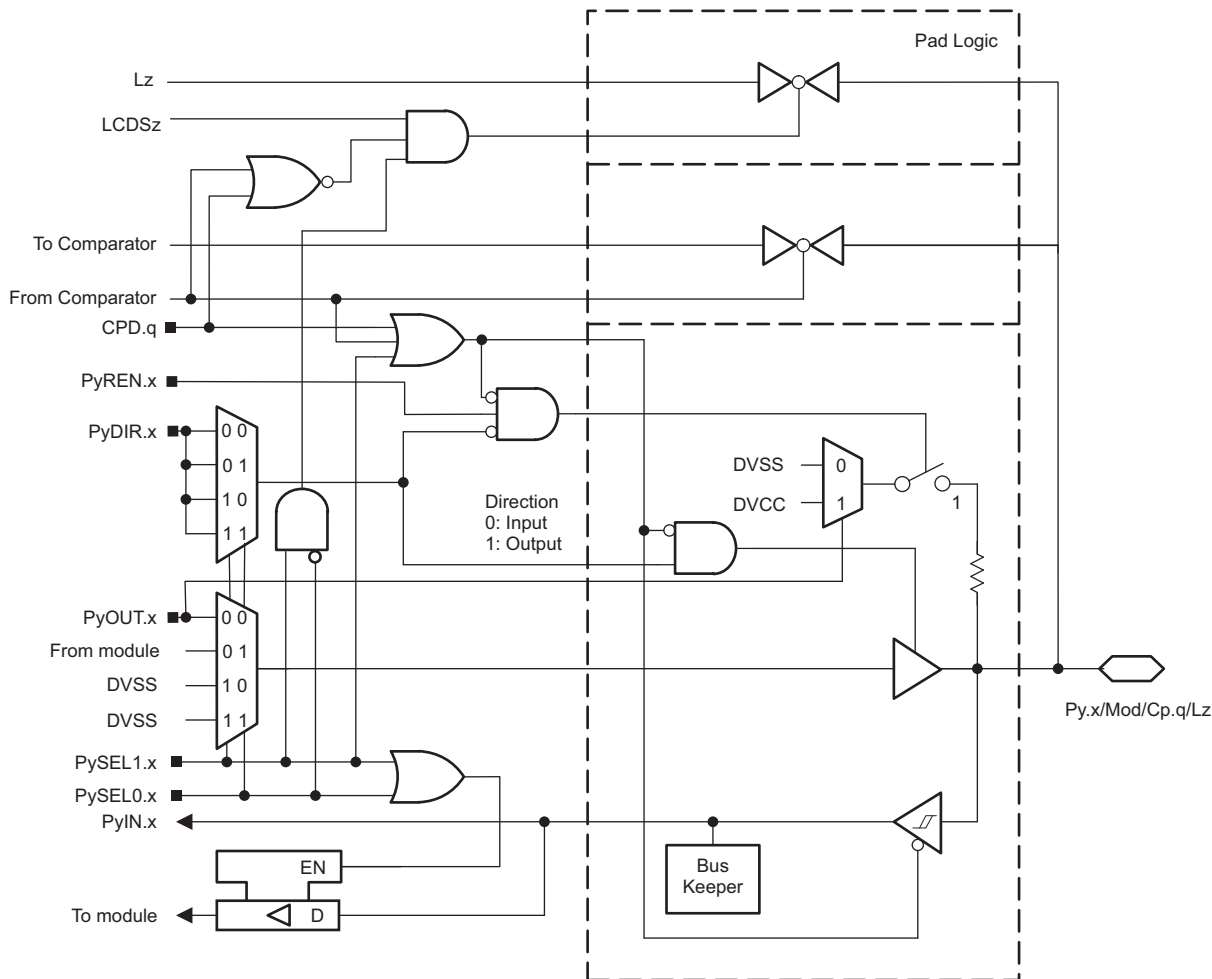 Pad Logic
Lz
LCDSz
To Comparator
From Comparator
CPD.q
PyREN.x
PyDIR.x
0 0
0 1
1 0
1 1
Direction
0: Input
1: Output
DVSS
0
DVCC
1
1
PyOUT.x
0 0
From module
0 1
DVSS
1 0
DVSS
1 1
Py.x/Mod/Cp.q/Lz
PySEL1.x
PySEL0.x
PyIN.x
EN
Bus
Keeper
To module
D